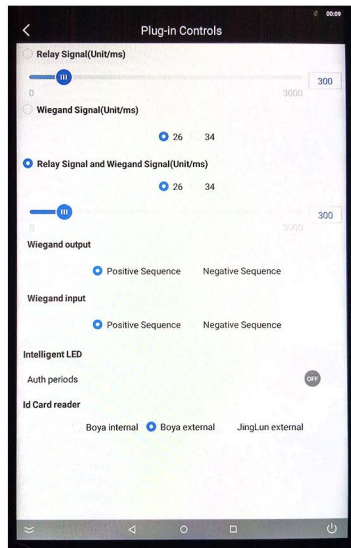 00:09
Plug-in Controls
Relay Signal(Unit/ms)
300
0 3000
Wiegand Signal(Unit/ms)
26 34
Relay Signal and Wiegand Signal(Unit/ms)
26 34
300
0 3000
Wiegand output
Positive Sequence Negative Sequence
Wiegand input
Positive Sequence Negative Sequence
Intelligent LED
Auth periods OFF
Id Card reader
Boya internal Boya external JingLun external